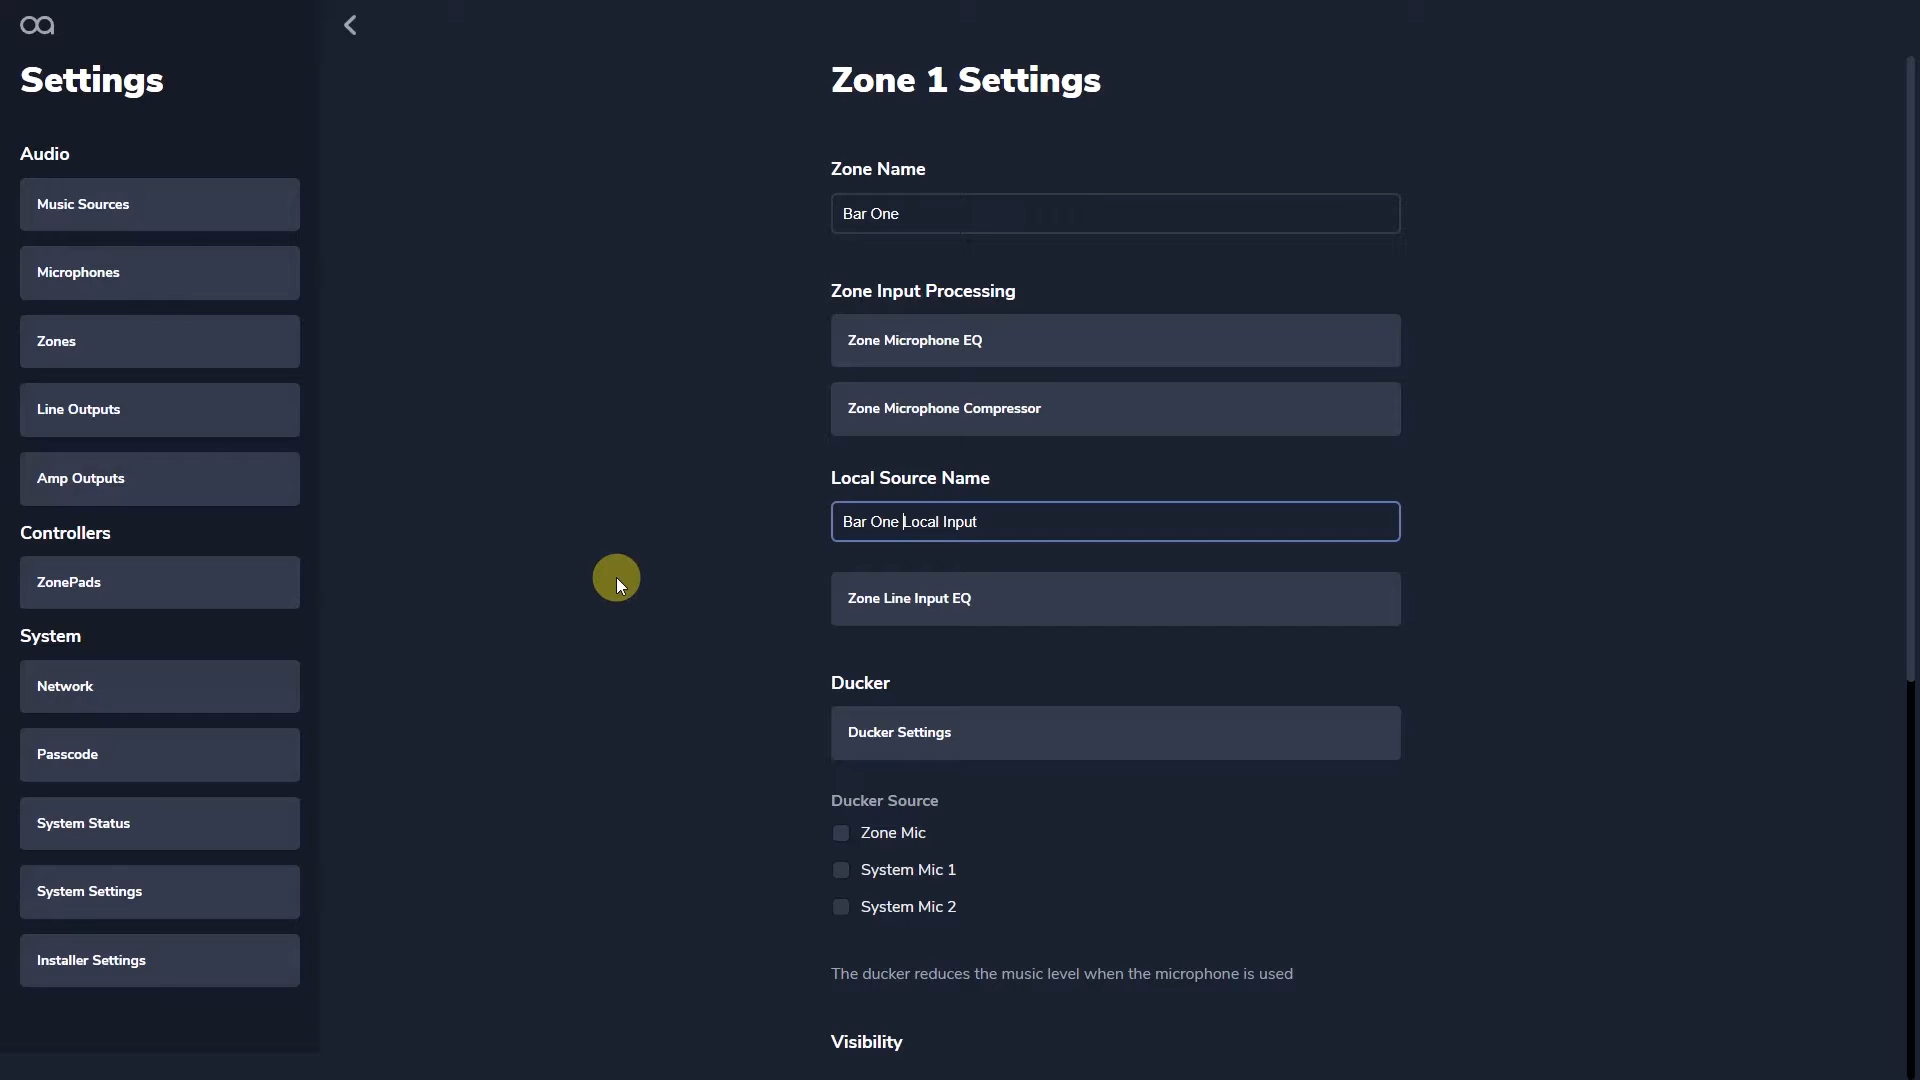 Settings
Audio
Music Sources
Microphones
Zones
Line Outputs
Amp Outputs
Controllers
ZonePads
System
Network
Passcode
System Status
System Settings
Installer Settings
Zone 1 Settings
Zone Name
Bar One
Zone Input Processing
Zone Microphone EQ
Zone Microphone Compressor
Local Source Name
Bar One Local Input
Zone Line Input EQ
Ducker
Ducker Settings
Ducker Source
Zone Mic
System Mic 1
System Mic 2
The ducker reduces the music level when the microphone is used
Visibility